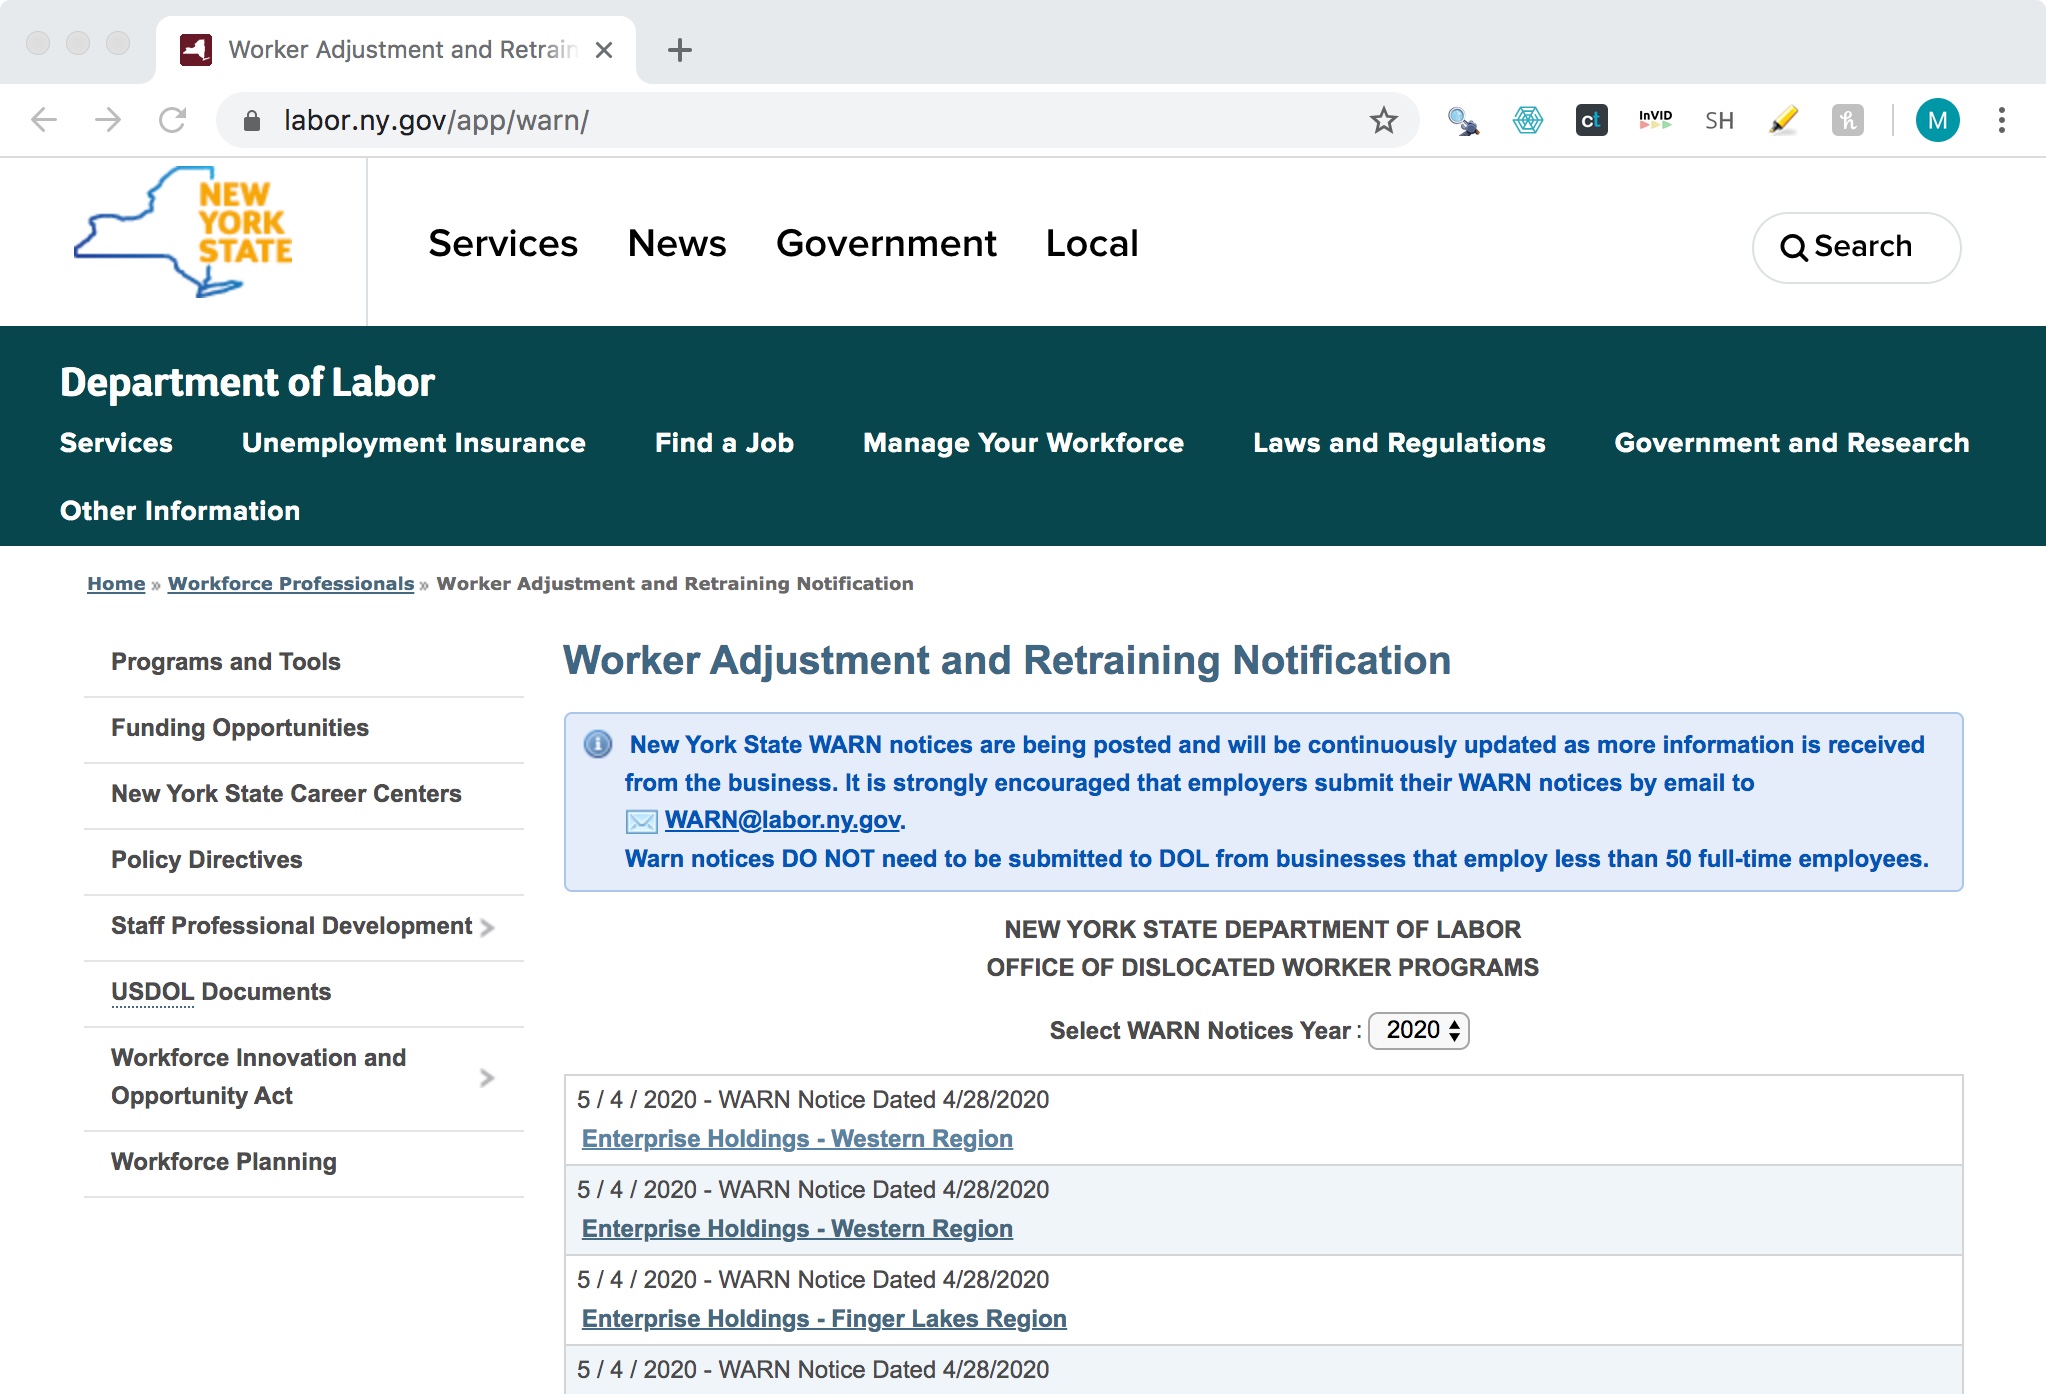 Worker Adjustment and Retrain
labor.ny.gov/app/warn/
ct
InVID
SH
h
M
NEW
YORK
STATE
Services News Government Local
Search
Department of Labor
Services Unemployment Insurance Find a Job Manage Your Workforce Laws and Regulations Government and Research
Other Information
Home » Workforce Professionals » Worker Adjustment and Retraining Notification
Programs and Tools
Funding Opportunities
New York State Career Centers
Policy Directives
Staff Professional Development
USDOL Documents
Workforce Innovation and
Opportunity Act
Workforce Planning
Worker Adjustment and Retraining Notification
New York State WARN notices are being posted and will be continuously updated as more information is received
from the business. It is strongly encouraged that employers submit their WARN notices by email to
WARN@labor.ny.gov.
Warn notices DO NOT need to be submitted to DOL from businesses that employ less than 50 full-time employees.
NEW YORK STATE DEPARTMENT OF LABOR
OFFICE OF DISLOCATED WORKER PROGRAMS
Select WARN Notices Year : 2020
5 / 4 / 2020 - WARN Notice Dated 4/28/2020
Enterprise Holdings - Western Region
5 / 4 / 2020 - WARN Notice Dated 4/28/2020
Enterprise Holdings - Western Region
5 / 4 / 2020 - WARN Notice Dated 4/28/2020
Enterprise Holdings - Finger Lakes Region
5 / 4 / 2020 - WARN Notice Dated 4/28/2020